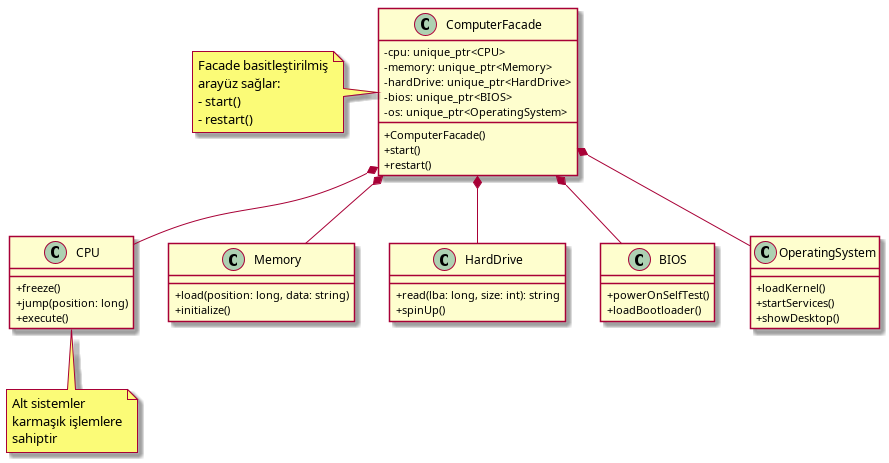 C ComputerFacade
-cpu: unique_ptr<CPU>
-memory: unique_ptr<Memory>
-hardDrive: unique_ptr<HardDrive>
-bios: unique_ptr<BIOS>
-os: unique_ptr<OperatingSystem>
+ComputerFacade()
+start()
+restart()
Facade basitleştirilmiş
arayüz sağlar:
- start()
- restart()
C CPU
+freeze()
+jump(position: long)
+execute()
C Memory
+load(position: long, data: string)
+initialize()
C HardDrive
+read(lba: long, size: int): string
+spinUp()
C BIOS
+powerOnSelfTest()
+loadBootloader()
C OperatingSystem
+loadKernel()
+startServices()
+showDesktop()
Alt sistemler
karmaşık işlemlere
sahiptir